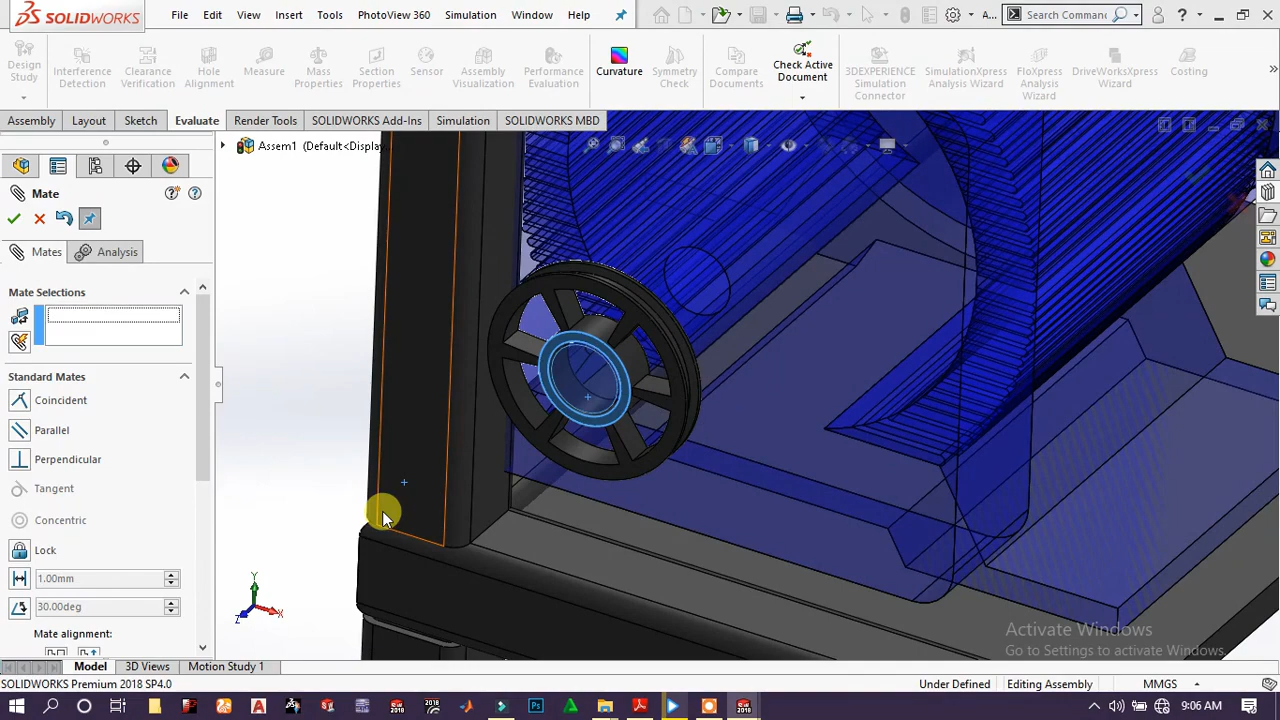 SOLIDWORKS
File Edit View Insert Tools PhotoView 360 Simulation Window Help
A... Search Comman
Design Study
Interference Detection
Clearance Verification
Hole Alignment
Measure
Mass Properties
Section Properties
Sensor
Assembly Visualization
Performance Evaluation
Curvature
Symmetry Check
Compare Documents
Check Active Document
3DEXPERIENCE SIMULATION Connector
SimulationXpress Analysis Wizard
FloXpress Analysis Wizard
DriveWorksXpress Wizard
Costing
Assembly Layout Sketch Evaluate Render Tools SOLIDWORKS Add-Ins Simulation SOLIDWORKS MBD
Assem1 (Default<Display
Mate
Mates Analysis
Mate Selections
Standard Mates
Coincident
Parallel
Perpendicular
Tangent
Concentric
Lock
1.00mm
30.00deg
Mate alignment:
Y
Z X
Activate Windows
Go to Settings to activate Windows.
Model 3D Views Motion Study 1
SOLIDWORKS Premium 2018 SP4.0 Under Defined Editing Assembly MMGS
9:06 AM